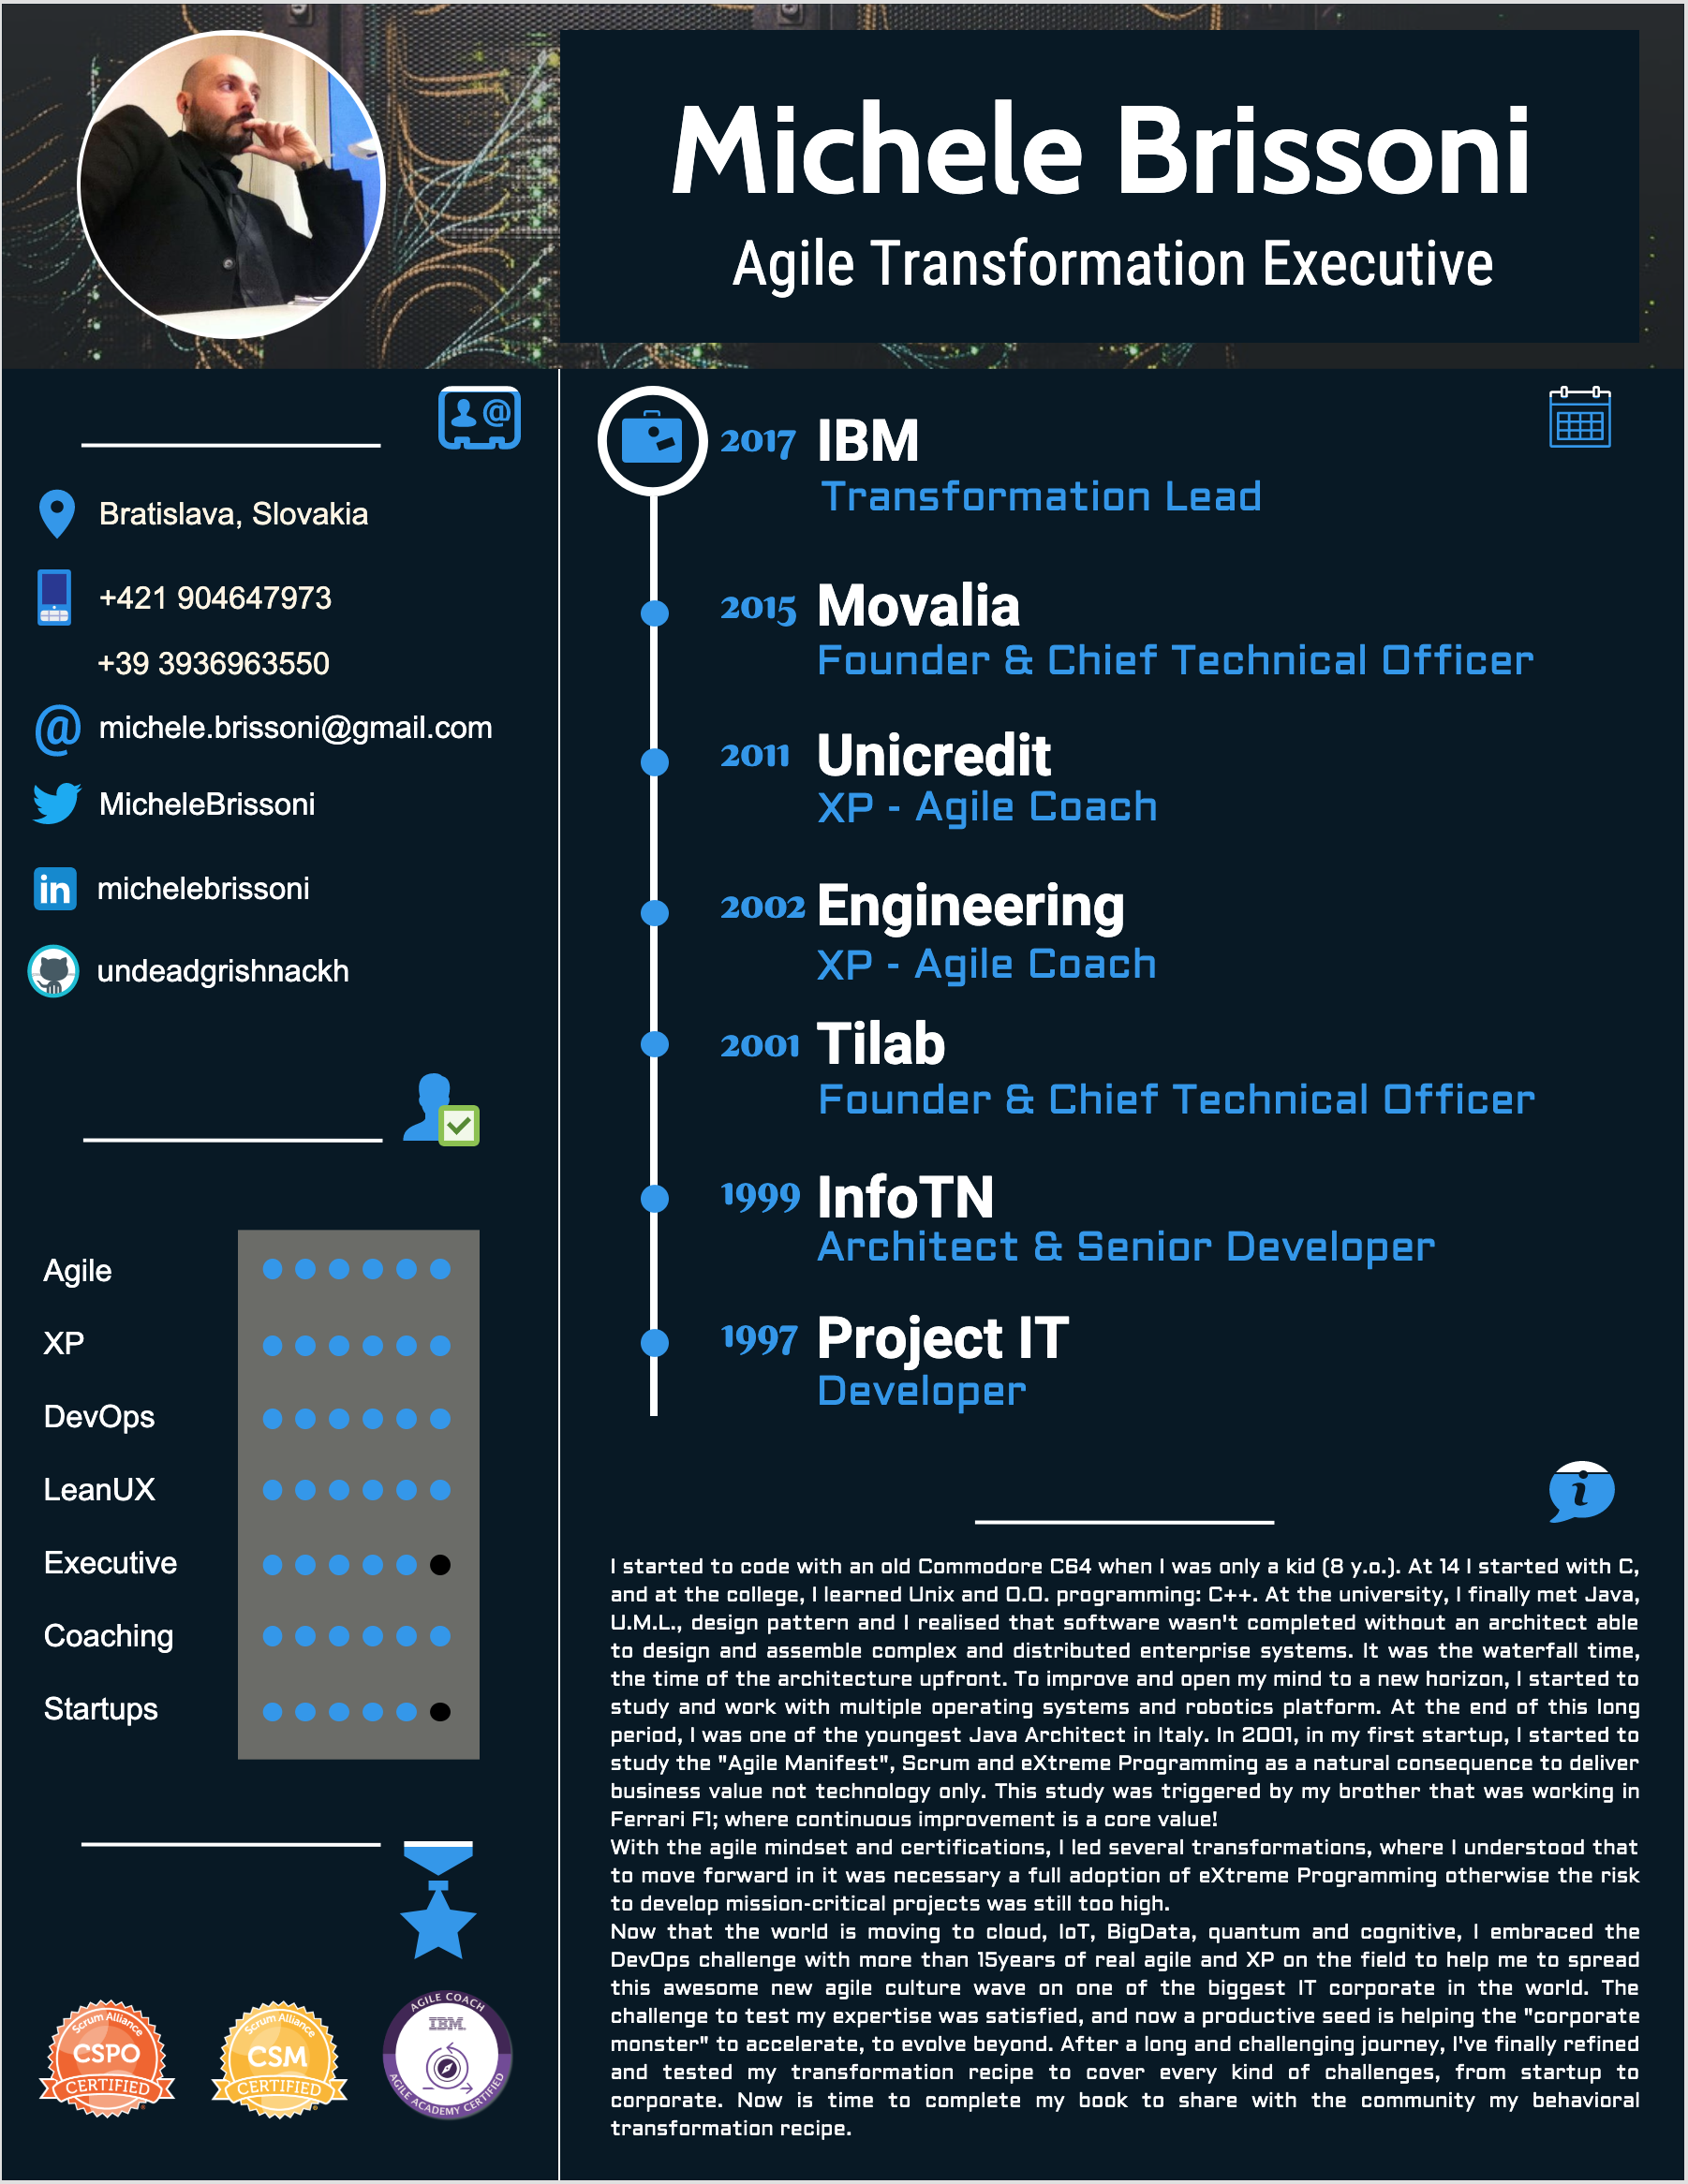 Michele Brissoni
Agile Transformation Executive
Bratislava, Slovakia
+421 904647973
+39 3936963550
michele.brissoni@gmail.com
MicheleBrissoni
in michelebrissoni
undeadgrishnackh
Agile
XP
DevOps
LeanUX
Executive
Coaching
Startups
Scrum Alliance
CSPO
CERTIFIED
Scrum Alliance
CSM
CERTIFIED
AGILE COACH
IBM
AGILE ACADEMY CERTIFIED
2017 IBM
Transformation Lead
2015 Movalia
Founder & Chief Technical Officer
2011 Unicredit
XP - Agile Coach
2002 Engineering
XP - Agile Coach
2001 Tilab
Founder & Chief Technical Officer
1999 InfoTN
Architect & Senior Developer
1997 Project IT
Developer
I started to code with an old Commodore C64 when I was only a kid (8 y.o.). At 14 I started with C,
and at the college, I learned Unix and O.O. programming: C++. At the university, I finally met Java,
U.M.L., design pattern and I realised that software wasn't completed without an architect able
to design and assemble complex and distributed enterprise systems. It was the waterfall time,
the time of the architecture upfront. To improve and open my mind to a new horizon, I started to
study and work with multiple operating systems and robotics platform. At the end of this long
period, I was one of the youngest Java Architect in Italy. In 2001, in my first startup, I started to
study the "Agile Manifest", Scrum and eXtreme Programming as a natural consequence to deliver
business value not technology only. This study was triggered by my brother that was working in
Ferrari F1; where continuous improvement is a core value!
With the agile mindset and certifications, I led several transformations, where I understood that
to move forward in it was necessary a full adoption of eXtreme Programming otherwise the risk
to develop mission-critical projects was still too high.
Now that the world is moving to cloud, IoT, BigData, quantum and cognitive, I embraced the
DevOps challenge with more than 15years of real agile and XP on the field to help me to spread
this awesome new agile culture wave on one of the biggest IT corporate in the world. The
challenge to test my expertise was satisfied, and now a productive seed is helping the "corporate
monster" to accelerate, to evolve beyond. After a long and challenging journey, I've finally refined
and tested my transformation recipe to cover every kind of challenges, from startup to
corporate. Now is time to complete my book to share with the community my behavioral
transformation recipe.